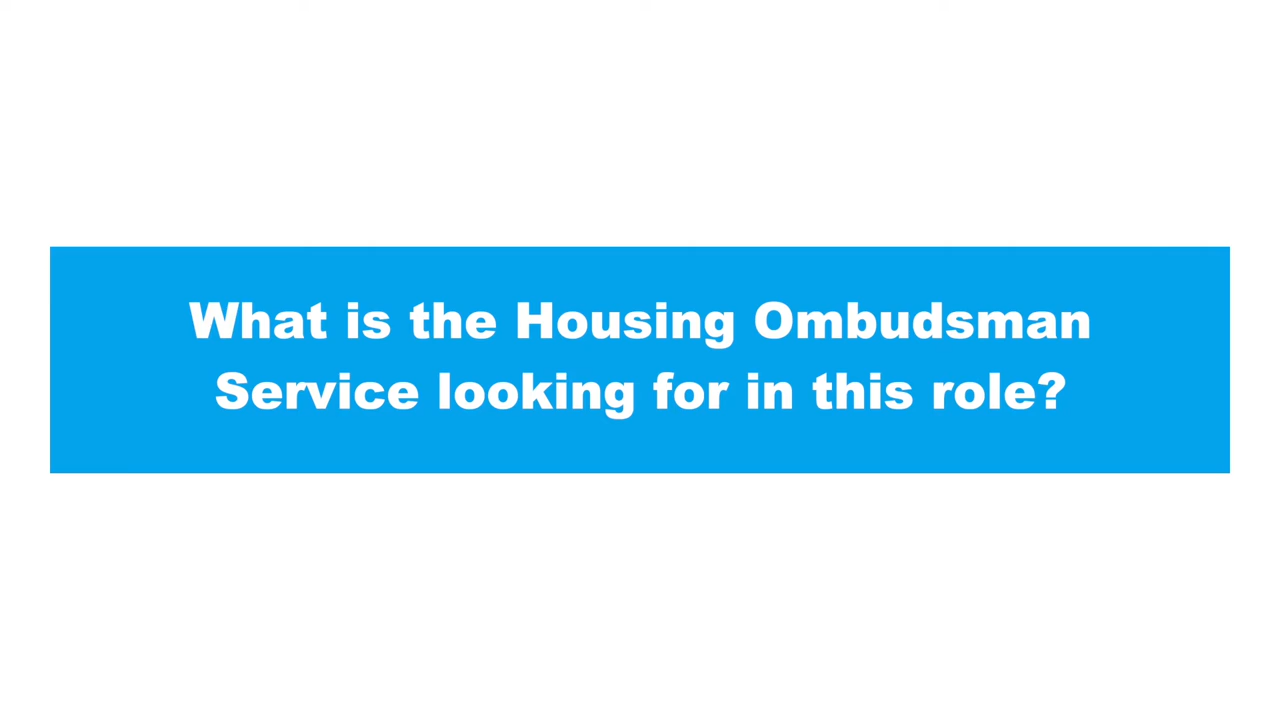 What is the Housing Ombudsman
Service looking for in this role?